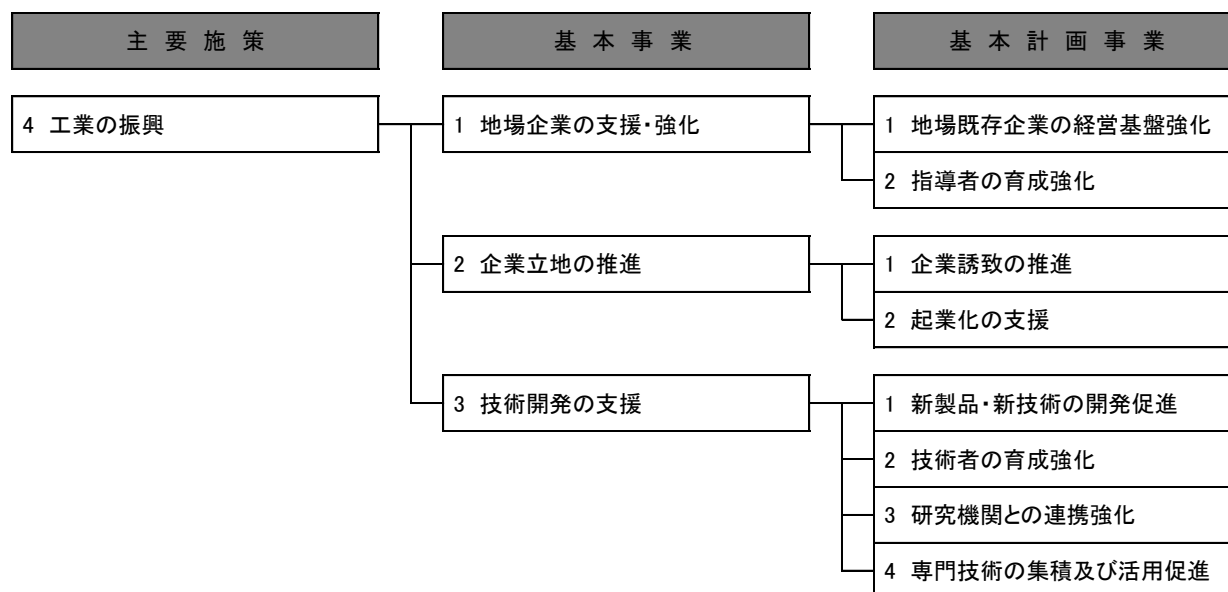 主要施策 基本事業 基本計画事業
4 工業の振興 1 地場企業の支援・強化 1 地場既存企業の経営基盤強化
2 指導者の育成強化
2 企業立地の推進 1 企業誘致の推進
2 起業化の支援
3 技術開発の支援 1 新製品・新技術の開発促進
2 技術者の育成強化
3 研究機関との連携強化
4 専門技術の集積及び活用促進